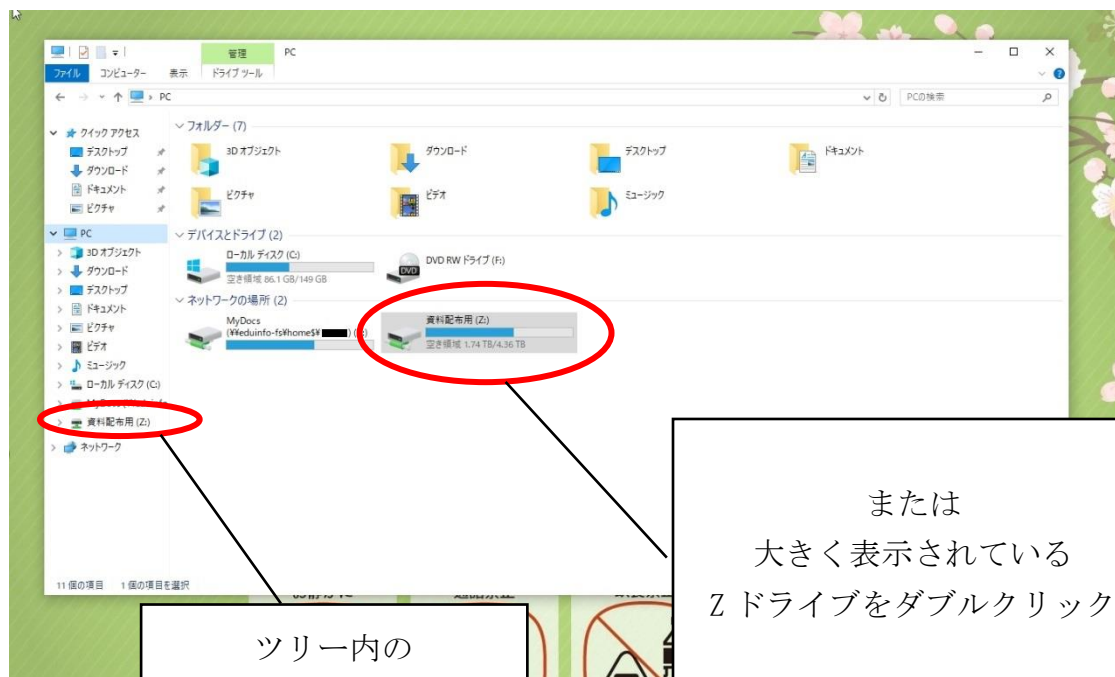 管理 PC
ファイル コンピューター 表示 ドライブ ツール
PC
PCの検索
クイック アクセス
デスクトップ
ダウンロード
ドキュメント
ピクチャ
PC
3D オブジェクト
ダウンロード
デスクトップ
ドキュメント
ピクチャ
ビデオ
ミュージック
ローカル ディスク (C:)
資料配布用 (Z:)
ネットワーク
フォルダー (7)
3D オブジェクト
ダウンロード
デスクトップ
ドキュメント
ピクチャ
ビデオ
ミュージック
デバイスとドライブ (2)
ローカル ディスク (C:)
空き領域 86.1 GB/149 GB
DVD RW ドライブ (F:)
DVD
ネットワークの場所 (2)
MyDocs
(¥¥eduinfo-fs¥home$¥
資料配布用 (Z:)
空き領域 1.74 TB/4.36 TB
11 個の項目 1 個の項目を選択
または
大きく表示されている
Z ドライブをダブルクリック
ツリー内の